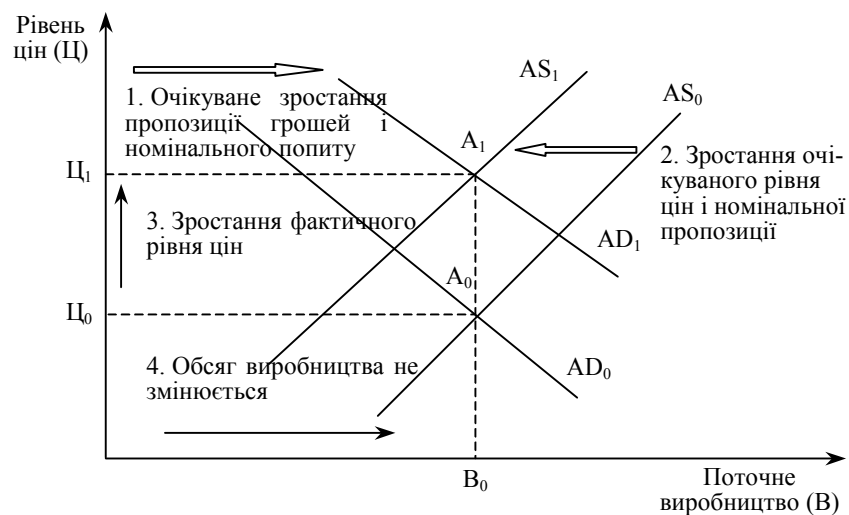 Рівень
цін (Ц)
AS₁
AS₀
1. Очікуване зростання
пропозиції грошей і
номінального попиту
A₁
2. Зростання очі-
куваного рівня
цін і номінальної
пропозиції
Ц₁
3. Зростання фактичного
рівня цін
AD₁
A₀
Ц₀
4. Обсяг виробництва не
змінюється
AD₀
B₀
Поточне
виробництво (В)